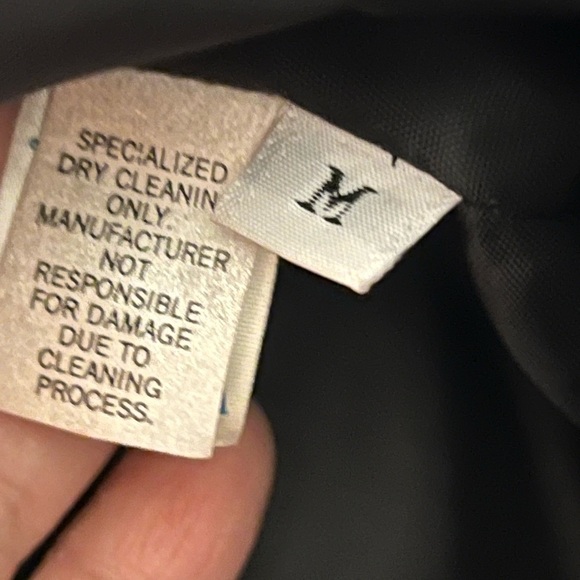 SPECIALIZED
DRY CLEANIN
ONLY.
MANUFACTURER
NOT
RESPONSIBLE
FOR DAMAGE
DUE TO
CLEANING
PROCESS.
M